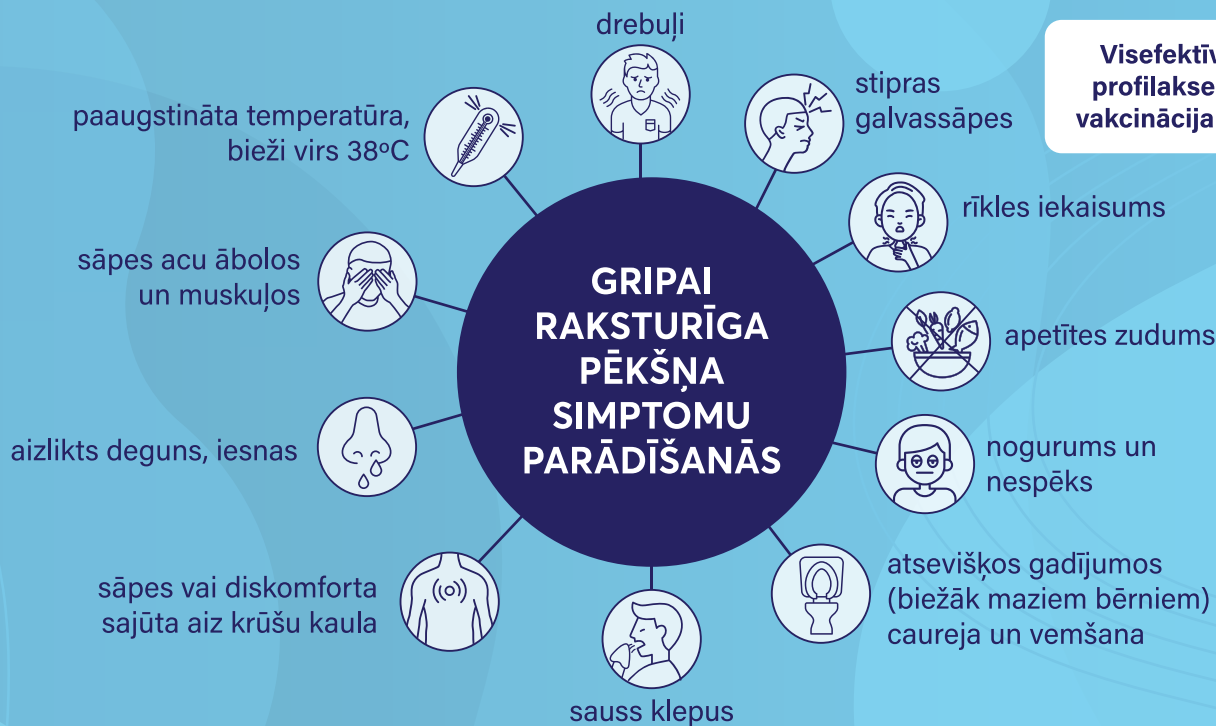 drebuļi
stipras
galvassāpes
rīkles iekaisums
apetītes zudums
nogurums un
nespēks
atsevišķos gadījumos
(biežāk maziem bērniem)
caureja un vemšana
sauss klepus
sāpes vai diskomforta
sajūta aiz krūšu kaula
aizlikts deguns, iesnas
sāpes acu ābolos
un muskuļos
paaugstināta temperatūra,
bieži virs 38ºC
GRIPAI
RAKSTURĪGA
PĒKŠŅA
SIMPTOMU
PARĀDĪŠANĀS
profilakse
vakcinācija